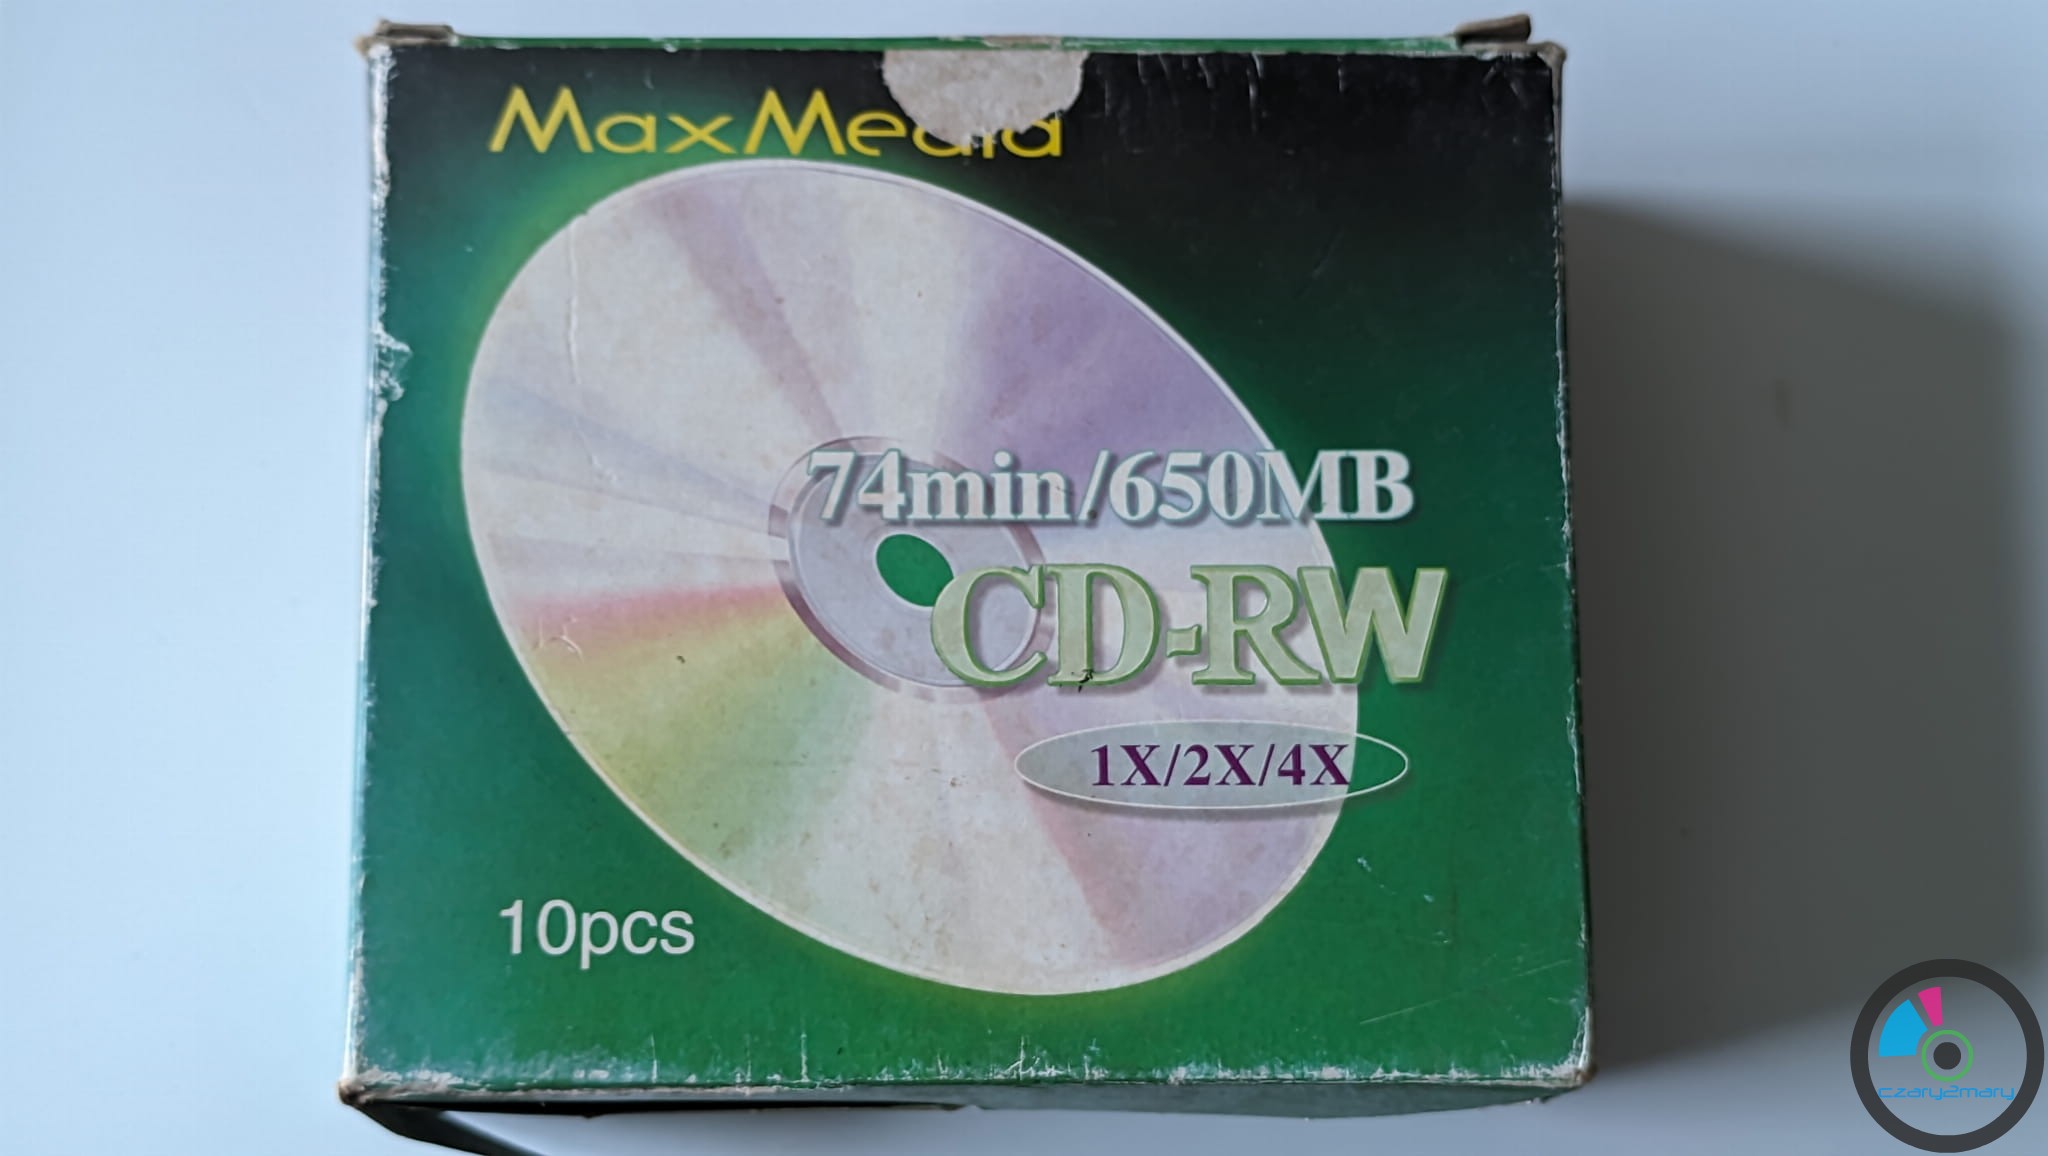 MaxMedia
74min/650MB
CD-RW
1X/2X/4X
10pcs
czary2mary